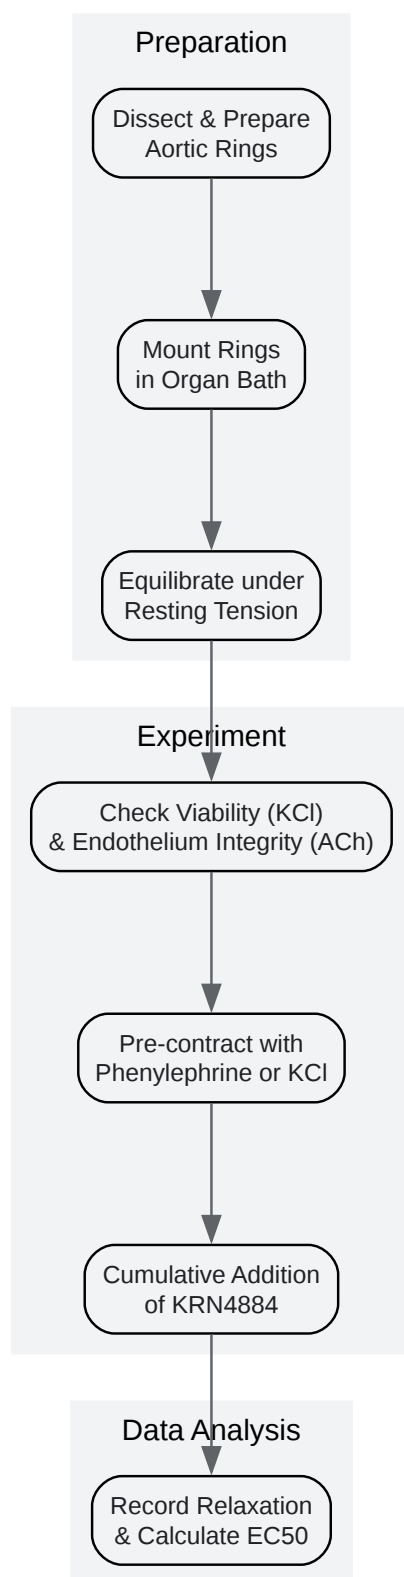 Preparation
Dissect & Prepare
Aortic Rings
Mount Rings
in Organ Bath
Equilibrate under
Resting Tension
Experiment
Check Viability (KCl)
& Endothelium Integrity (ACh)
Pre-contract with
Phenylephrine or KCl
Cumulative Addition
of KRN4884
Data Analysis
Record Relaxation
& Calculate EC50